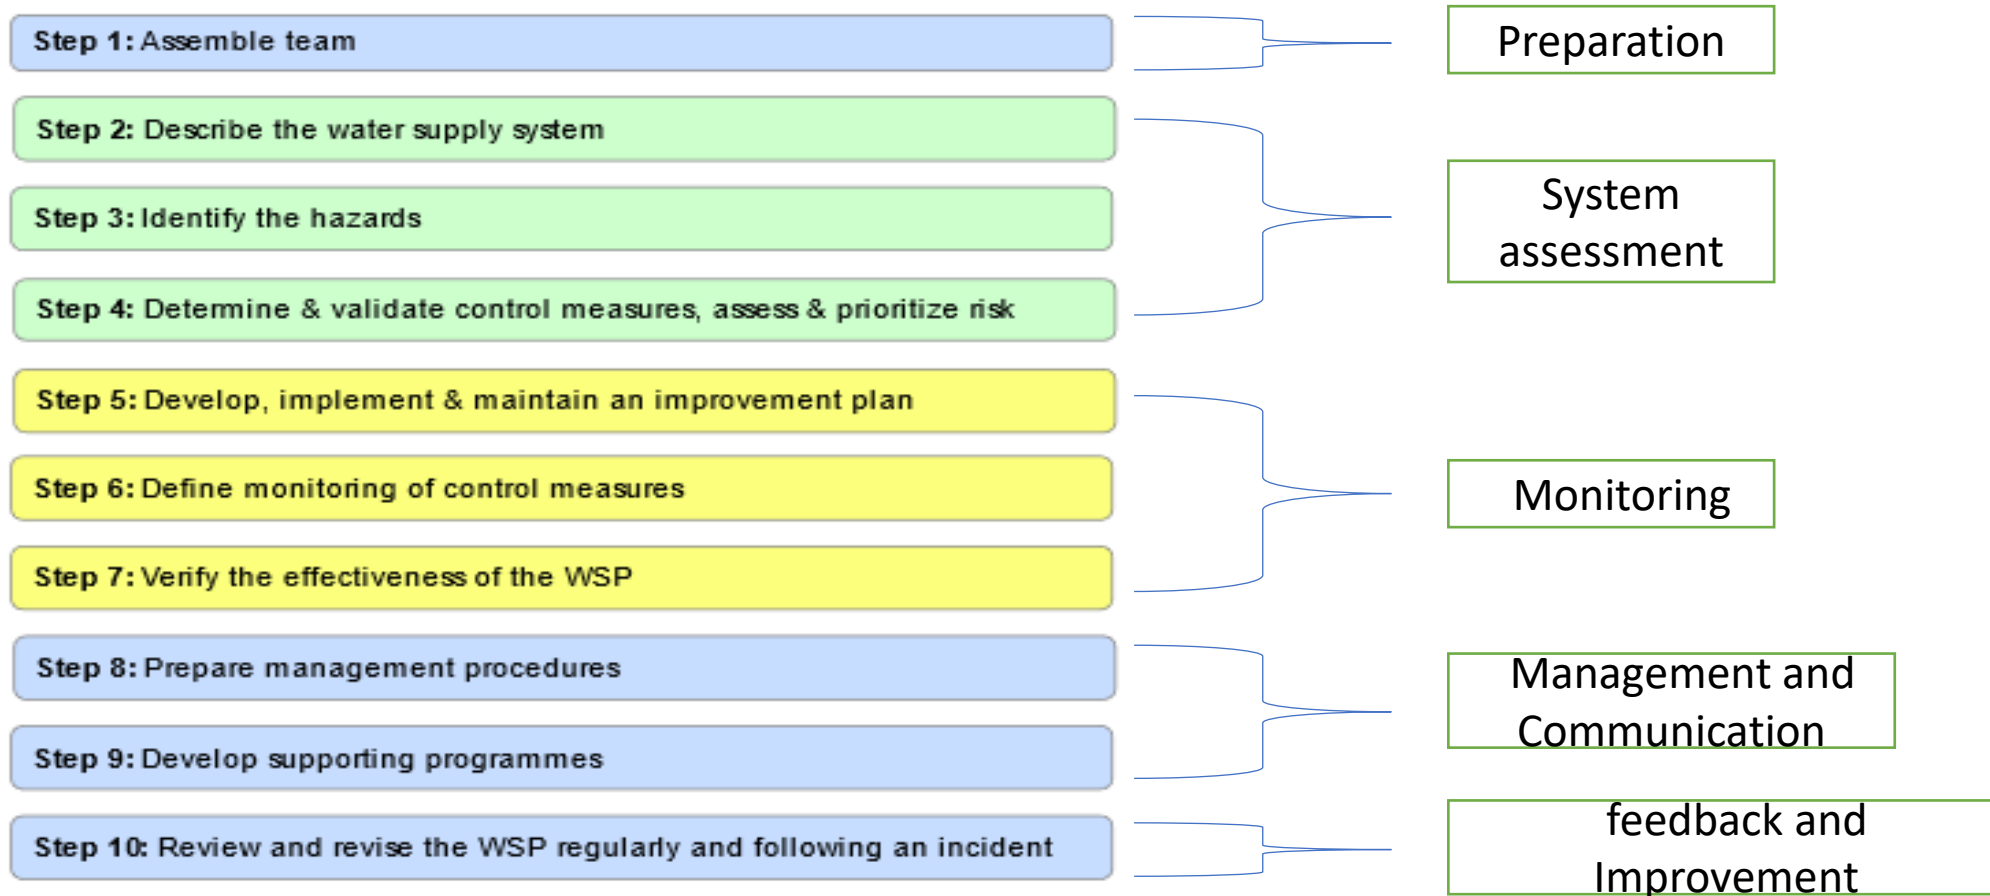 Step 1: Assemble team
Preparation
Step 2: Describe the water supply system
Step 3: Identify the hazards
Step 4: Determine & validate control measures, assess & prioritize risk
System
assessment
Step 5: Develop, implement & maintain an improvement plan
Step 6: Define monitoring of control measures
Step 7: Verify the effectiveness of the WSP
Monitoring
Step 8: Prepare management procedures
Step 9: Develop supporting programmes
Management and
Communication
Step 10: Review and revise the WSP regularly and following an incident
feedback and
Improvement